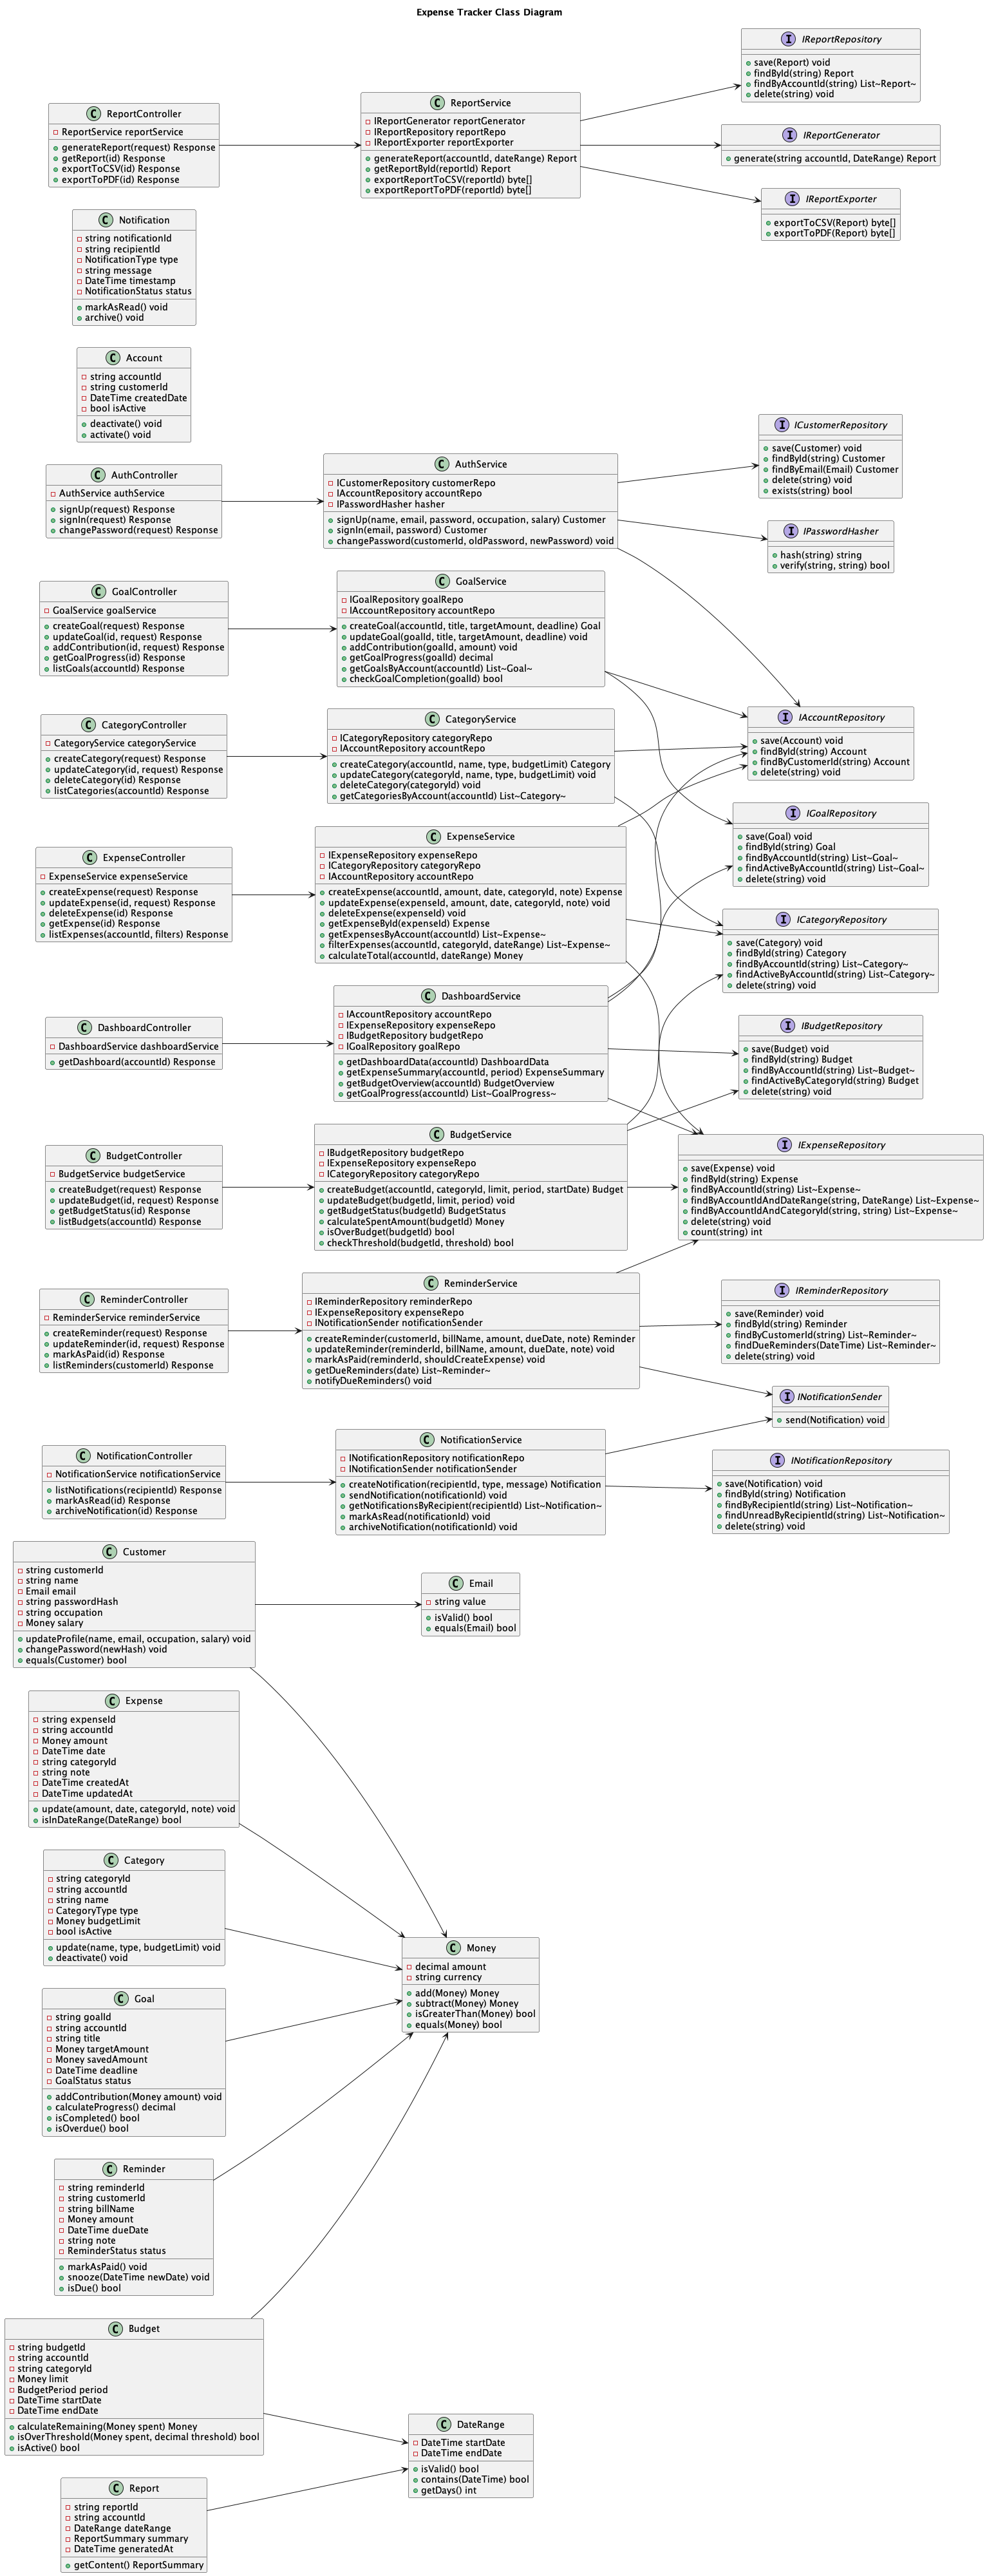 Expense Tracker Class Diagram
IReportRepository
save(Report) void
findById(string) Report
findByAccountId(string) List~Report~
delete(string) void
ReportController
ReportService reportService
generateReport(request) Response
getReport(id) Response
exportToCSV(id) Response
exportToPDF(id) Response
ReportService
IReportGenerator reportGenerator
IReportRepository reportRepo
IReportExporter reportExporter
generateReport(accountId, dateRange) Report
getReportById(reportId) Report
exportReportToCSV(reportId) byte[]
exportReportToPDF(reportId) byte[]
IReportGenerator
generate(string accountId, DateRange) Report
IReportExporter
exportToCSV(Report) byte[]
exportToPDF(Report) byte[]
Notification
string notificationId
string recipientId
NotificationType type
string message
DateTime timestamp
NotificationStatus status
markAsRead() void
archive() void
Account
string accountId
string customerId
DateTime createdDate
bool isActive
deactivate() void
activate() void
AuthController
AuthService authService
signUp(request) Response
signIn(request) Response
changePassword(request) Response
AuthService
ICustomerRepository customerRepo
IAccountRepository accountRepo
IPasswordHasher hasher
signUp(name, email, password, occupation, salary) Customer
signIn(email, password) Customer
changePassword(customerId, oldPassword, newPassword) void
ICustomerRepository
save(Customer) void
findById(string) Customer
findByEmail(Email) Customer
delete(string) void
exists(string) bool
IPasswordHasher
hash(string) string
verify(string, string) bool
GoalController
GoalService goalService
createGoal(request) Response
updateGoal(id, request) Response
addContribution(id, request) Response
getGoalProgress(id) Response
listGoals(accountId) Response
GoalService
IGoalRepository goalRepo
IAccountRepository accountRepo
createGoal(accountId, title, targetAmount, deadline) Goal
updateGoal(goalId, title, targetAmount, deadline) void
addContribution(goalId, amount) void
getGoalProgress(goalId) decimal
getGoalsByAccount(accountId) List~Goal~
checkGoalCompletion(goalId) bool
CategoryController
CategoryService categoryService
createCategory(request) Response
updateCategory(id, request) Response
deleteCategory(id) Response
listCategories(accountId) Response
CategoryService
ICategoryRepository categoryRepo
IAccountRepository accountRepo
createCategory(accountId, name, type, budgetLimit) Category
updateCategory(categoryId, name, type, budgetLimit) void
deleteCategory(categoryId) void
getCategoriesByAccount(accountId) List~Category~
IAccountRepository
save(Account) void
findById(string) Account
findByCustomerId(string) Account
delete(string) void
IGoalRepository
save(Goal) void
findById(string) Goal
findByAccountId(string) List~Goal~
findActiveByAccountId(string) List~Goal~
delete(string) void
ExpenseController
ExpenseService expenseService
createExpense(request) Response
updateExpense(id, request) Response
deleteExpense(id) Response
getExpense(id) Response
listExpenses(accountId, filters) Response
ExpenseService
IExpenseRepository expenseRepo
ICategoryRepository categoryRepo
IAccountRepository accountRepo
createExpense(accountId, amount, date, categoryId, note) Expense
updateExpense(expenseId, amount, date, categoryId, note) void
deleteExpense(expenseId) void
getExpenseById(expenseId) Expense
getExpensesByAccount(accountId) List~Expense~
filterExpenses(accountId, categoryId, dateRange) List~Expense~
calculateTotal(accountId, dateRange) Money
ICategoryRepository
save(Category) void
findById(string) Category
findByAccountId(string) List~Category~
findActiveByAccountId(string) List~Category~
delete(string) void
DashboardController
DashboardService dashboardService
getDashboard(accountId) Response
DashboardService
IAccountRepository accountRepo
IExpenseRepository expenseRepo
IBudgetRepository budgetRepo
IGoalRepository goalRepo
getDashboardData(accountId) DashboardData
getExpenseSummary(accountId, period) ExpenseSummary
getBudgetOverview(accountId) BudgetOverview
getGoalProgress(accountId) List~GoalProgress~
IBudgetRepository
save(Budget) void
findById(string) Budget
findByAccountId(string) List~Budget~
findActiveByCategoryId(string) Budget
delete(string) void
BudgetController
BudgetService budgetService
createBudget(request) Response
updateBudget(id, request) Response
getBudgetStatus(id) Response
listBudgets(accountId) Response
BudgetService
IBudgetRepository budgetRepo
IExpenseRepository expenseRepo
ICategoryRepository categoryRepo
createBudget(accountId, categoryId, limit, period, startDate) Budget
updateBudget(budgetId, limit, period) void
getBudgetStatus(budgetId) BudgetStatus
calculateSpentAmount(budgetId) Money
isOverBudget(budgetId) bool
checkThreshold(budgetId, threshold) bool
IExpenseRepository
save(Expense) void
findById(string) Expense
findByAccountId(string) List~Expense~
findByAccountIdAndDateRange(string, DateRange) List~Expense~
findByAccountIdAndCategoryId(string, string) List~Expense~
delete(string) void
count(string) int
ReminderController
ReminderService reminderService
createReminder(request) Response
updateReminder(id, request) Response
markAsPaid(id) Response
listReminders(customerId) Response
ReminderService
IReminderRepository reminderRepo
IExpenseRepository expenseRepo
INotificationSender notificationSender
createReminder(customerId, billName, amount, dueDate, note) Reminder
updateReminder(reminderId, billName, amount, dueDate, note) void
markAsPaid(reminderId, shouldCreateExpense) void
getDueReminders(date) List~Reminder~
notifyDueReminders() void
IReminderRepository
save(Reminder) void
findById(string) Reminder
findByCustomerId(string) List~Reminder~
findDueReminders(DateTime) List~Reminder~
delete(string) void
INotificationSender
send(Notification) void
NotificationController
NotificationService notificationService
listNotifications(recipientId) Response
markAsRead(id) Response
archiveNotification(id) Response
NotificationService
INotificationRepository notificationRepo
INotificationSender notificationSender
createNotification(recipientId, type, message) Notification
sendNotification(notificationId) void
getNotificationsByRecipient(recipientId) List~Notification~
markAsRead(notificationId) void
archiveNotification(notificationId) void
INotificationRepository
save(Notification) void
findById(string) Notification
findByRecipientId(string) List~Notification~
findUnreadByRecipientId(string) List~Notification~
delete(string) void
Customer
string customerId
string name
Email email
string passwordHash
string occupation
Money salary
updateProfile(name, email, occupation, salary) void
changePassword(newHash) void
equals(Customer) bool
Email
string value
isValid() bool
equals(Email) bool
Expense
string expenseId
string accountId
Money amount
DateTime date
string categoryId
string note
DateTime createdAt
DateTime updatedAt
update(amount, date, categoryId, note) void
isInDateRange(DateRange) bool
Category
string categoryId
string accountId
string name
CategoryType type
Money budgetLimit
bool isActive
update(name, type, budgetLimit) void
deactivate() void
Money
decimal amount
string currency
add(Money) Money
subtract(Money) Money
isGreaterThan(Money) bool
equals(Money) bool
Goal
string goalId
string accountId
string title
Money targetAmount
Money savedAmount
DateTime deadline
GoalStatus status
addContribution(Money amount) void
calculateProgress() decimal
isCompleted() bool
isOverdue() bool
Reminder
string reminderId
string customerId
string billName
Money amount
DateTime dueDate
string note
ReminderStatus status
markAsPaid() void
snooze(DateTime newDate) void
isDue() bool
Budget
string budgetId
string accountId
string categoryId
Money limit
BudgetPeriod period
DateTime startDate
DateTime endDate
calculateRemaining(Money spent) Money
isOverThreshold(Money spent, decimal threshold) bool
isActive() bool
DateRange
DateTime startDate
DateTime endDate
isValid() bool
contains(DateTime) bool
getDays() int
Report
string reportId
string accountId
DateRange dateRange
ReportSummary summary
DateTime generatedAt
getContent() ReportSummary